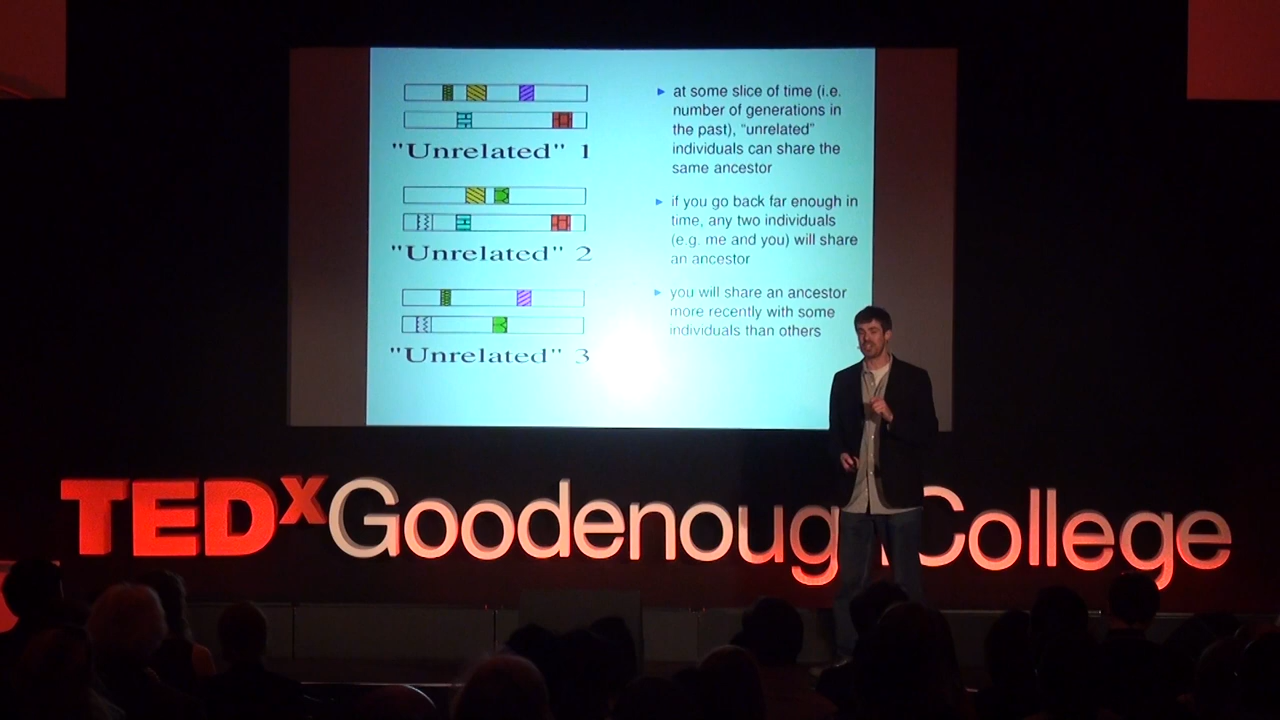 "Unrelated" 1
"Unrelated" 2
"Unrelated" 3
at some slice of time (i.e.
number of generations in
the past), "unrelated"
individuals can share the
same ancestor
if you go back far enough in
time, any two individuals
(e.g. me and you) will share
an ancestor
you will share an ancestor
more recently with some
individuals than others
TEDxGoodenough College